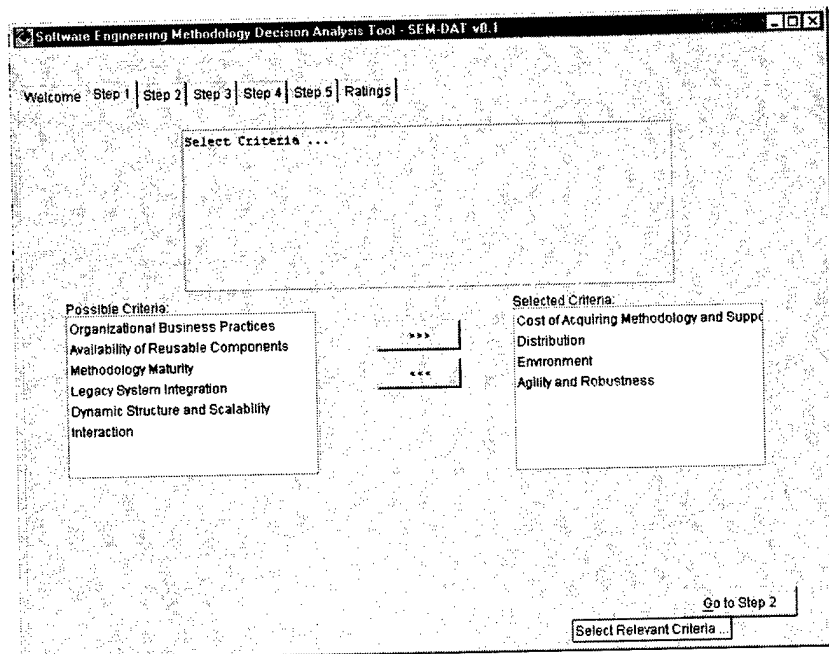 Software Engineering Methodology Decision Analysis Tool - SEM-DAT v0.1
Welcome Step 1 Step 2 Step 3 Step 4 Step 5 Ratings
Select Criteria ...
Possible Criteria:
Organizational Business Practices
Availability of Reusable Components
Methodology Maturity
Legacy System Integration
Dynamic Structure and Scalability
Interaction
>>>
<<<
Selected Criteria:
Cost of Acquiring Methodology and Suppo
Distribution
Environment
Agility and Robustness
Go to Step 2
Select Relevant Criteria ...